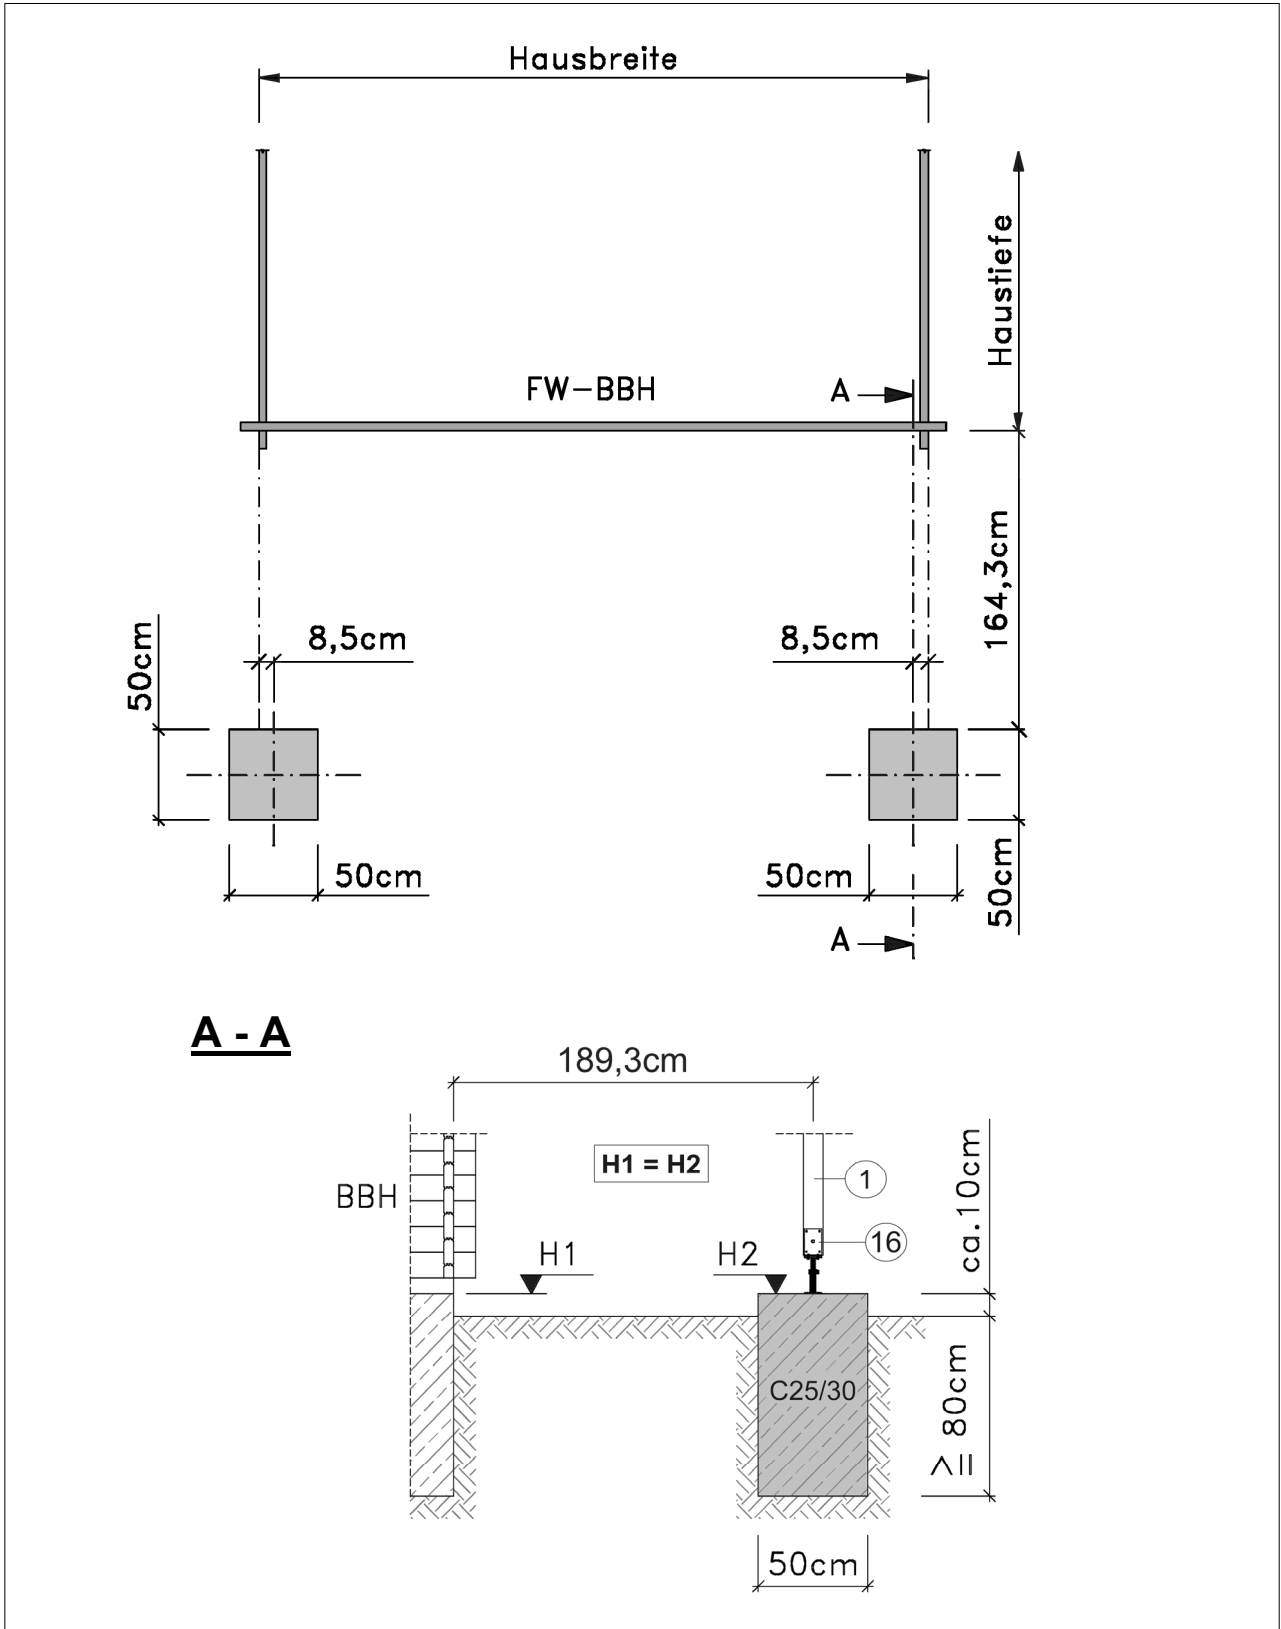 Hausbreite
Haustiefe
FW-BBH
A
164,3cm
8,5cm
8,5cm
50cm
50cm
50cm
50cm
A
A - A
189,3cm
H1 = H2
1
ca.10cm
BBH
16
H1
H2
C25/30
≥ 80cm
50cm